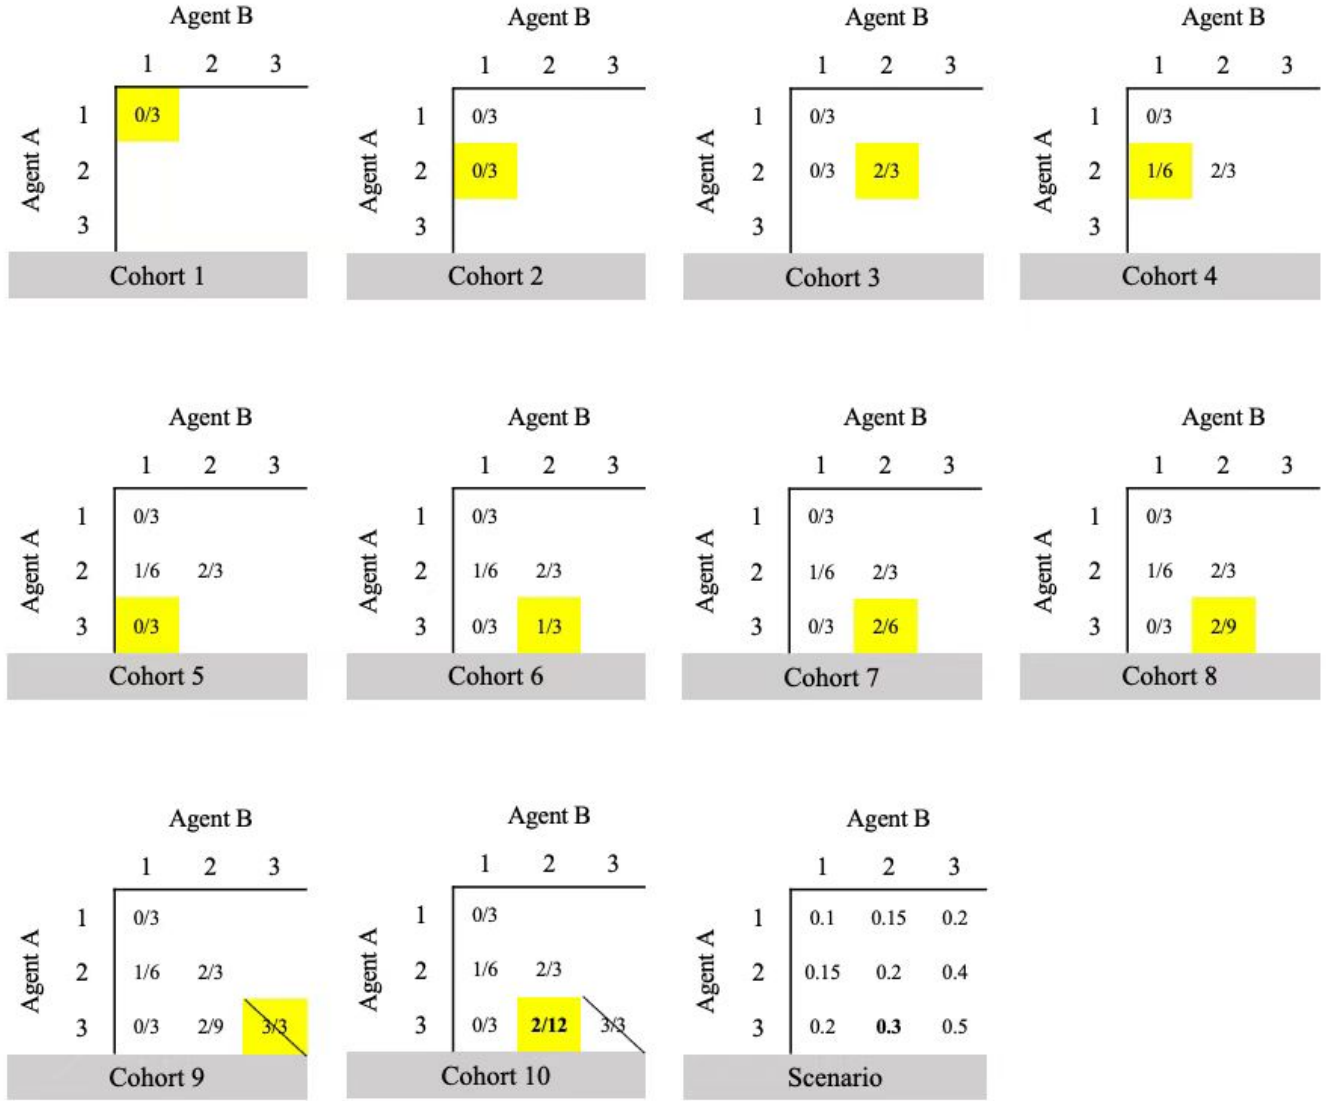 Agent B
1 2 3
Agent A
1 0/3
2
3
Cohort 1
Agent B
1 2 3
Agent A
1 0/3
2 0/3
3
Cohort 2
Agent B
1 2 3
Agent A
1 0/3
2 0/3 2/3
3
Cohort 3
Agent B
1 2 3
Agent A
1 0/3
2 1/6 2/3
3
Cohort 4
Agent B
1 2 3
Agent A
1 0/3
2 1/6 2/3
3 0/3
Cohort 5
Agent B
1 2 3
Agent A
1 0/3
2 1/6 2/3
3 0/3 1/3
Cohort 6
Agent B
1 2 3
Agent A
1 0/3
2 1/6 2/3
3 0/3 2/6
Cohort 7
Agent B
1 2 3
Agent A
1 0/3
2 1/6 2/3
3 0/3 2/9
Cohort 8
Agent B
1 2 3
Agent A
1 0/3
2 1/6 2/3
3 0/3 2/9 3/3
Cohort 9
Agent B
1 2 3
Agent A
1 0/3
2 1/6 2/3
3 0/3 2/12 3/3
Cohort 10
Agent B
1 2 3
Agent A
1 0.1 0.15 0.2
2 0.15 0.2 0.4
3 0.2 0.3 0.5
Scenario